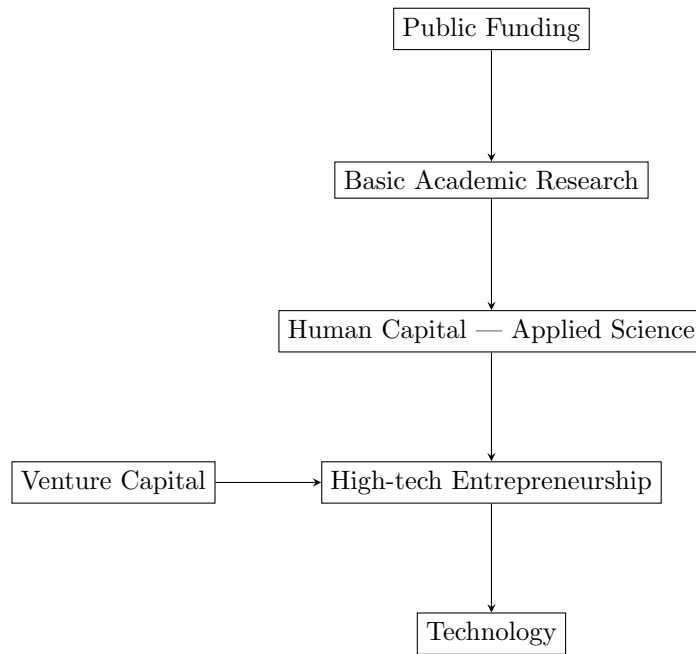 Public Funding
Basic Academic Research
Human Capital — Applied Science
Venture Capital
High-tech Entrepreneurship
Technology